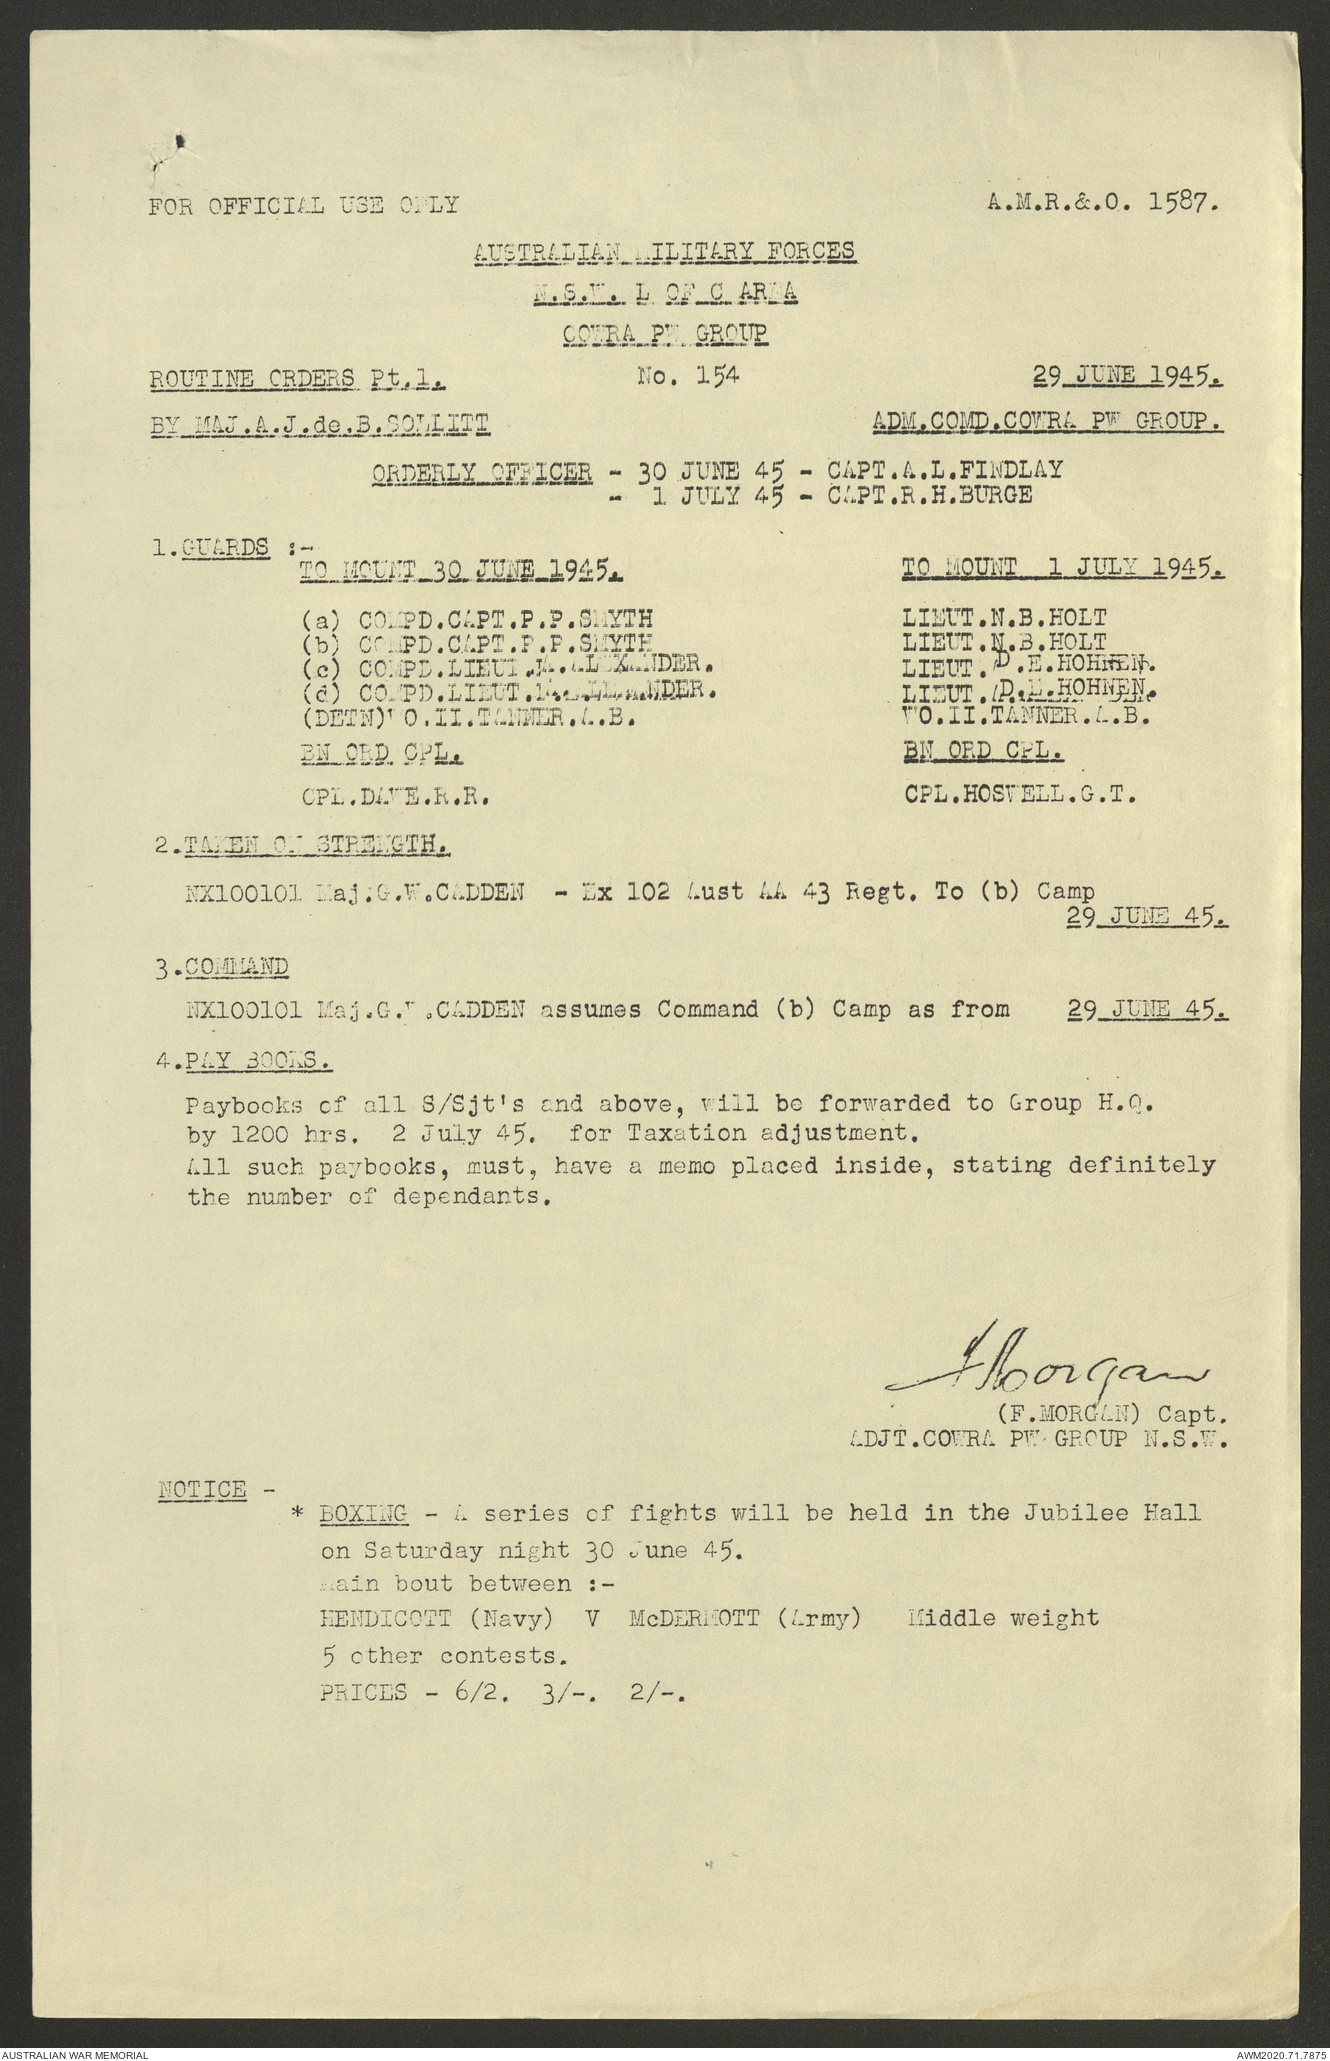 FOR OFFICIAL USE ONLY A.M.R.&.O. 1587.
AUSTRALIAN MILITARY FORCES
N.S.W. L OF C AREA
COWRA PW GROUP
ROUTINE ORDERS Pt.1. No. 154 29 JUNE 1945.
BY MAJ.A.J.de.B.SOLLITT ADM.COMD.COWRA PW GROUP.
ORDERLY OFFICER - 30 JUNE 45 - CAPT.A.L.FINDLAY
- 1 JULY 45 - CAPT.R.H.BURGE
1.GUARDS :-
TO MOUNT 30 JUNE 1945. TO MOUNT 1 JULY 1945.
(a) COMPD.CAPT.P.P.SMYTH LIEUT.N.B.HOLT
(b) COMPD.CAPT.P.P.SMYTH LIEUT.N.B.HOLT
(c) COMPD.LIEUT.M.ALEXANDER. LIEUT.D.E.HOHNEN.
(d) COMPD.LIEUT.M.ALEXANDER. LIEUT.D.E.HOHNEN.
(DETN)WO.II.TANNER.A.B. WO.II.TANNER.A.B.
BN ORD CPL. BN ORD CPL.
CPL.DAWE.R.R. CPL.HOSWELL.G.T.
2.TAKEN ON STRENGTH.
NX100101 Maj.G.W.CADDEN - Ex 102 Aust AA 43 Regt. To (b) Camp
29 JUNE 45.
3.COMMAND
NX100101 Maj.G.W.CADDEN assumes Command (b) Camp as from 29 JUNE 45.
4.PAY BOOKS.
Paybooks of all S/Sjt's and above, will be forwarded to Group H.Q.
by 1200 hrs. 2 July 45. for Taxation adjustment.
All such paybooks, must, have a memo placed inside, stating definitely
the number of dependants.
F Morgan
(F.MORGAN) Capt.
ADJT.COWRA PW GROUP N.S.W.
NOTICE -
* BOXING - A series of fights will be held in the Jubilee Hall
on Saturday night 30 June 45.
Main bout between :-
HENDICOTT (Navy) V McDERMOTT (Army) Middle weight
5 other contests.
PRICES - 6/2. 3/-. 2/-.
AUSTRALIAN WAR MEMORIAL AWM2020.71.7875